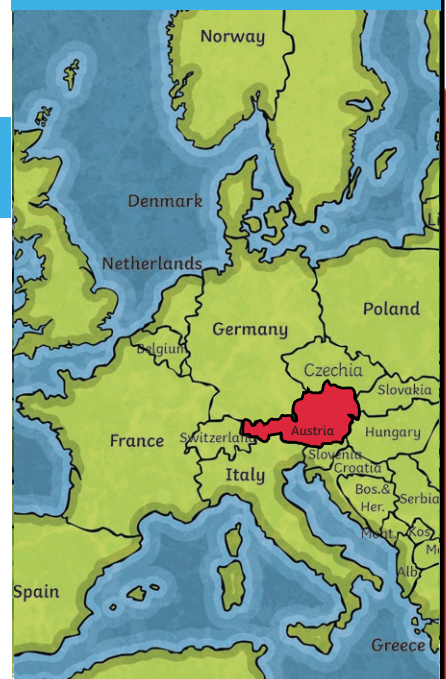 Norway
Denmark
Netherlands
Poland
Germany
Belgium
Czechia
Slovakia
Austria
Hungary
France
Switzerland
Slovenia
Croatia
Italy
Bos.&
Her.
Serbia
Mont.
Kos
Alb
Spain
Greece